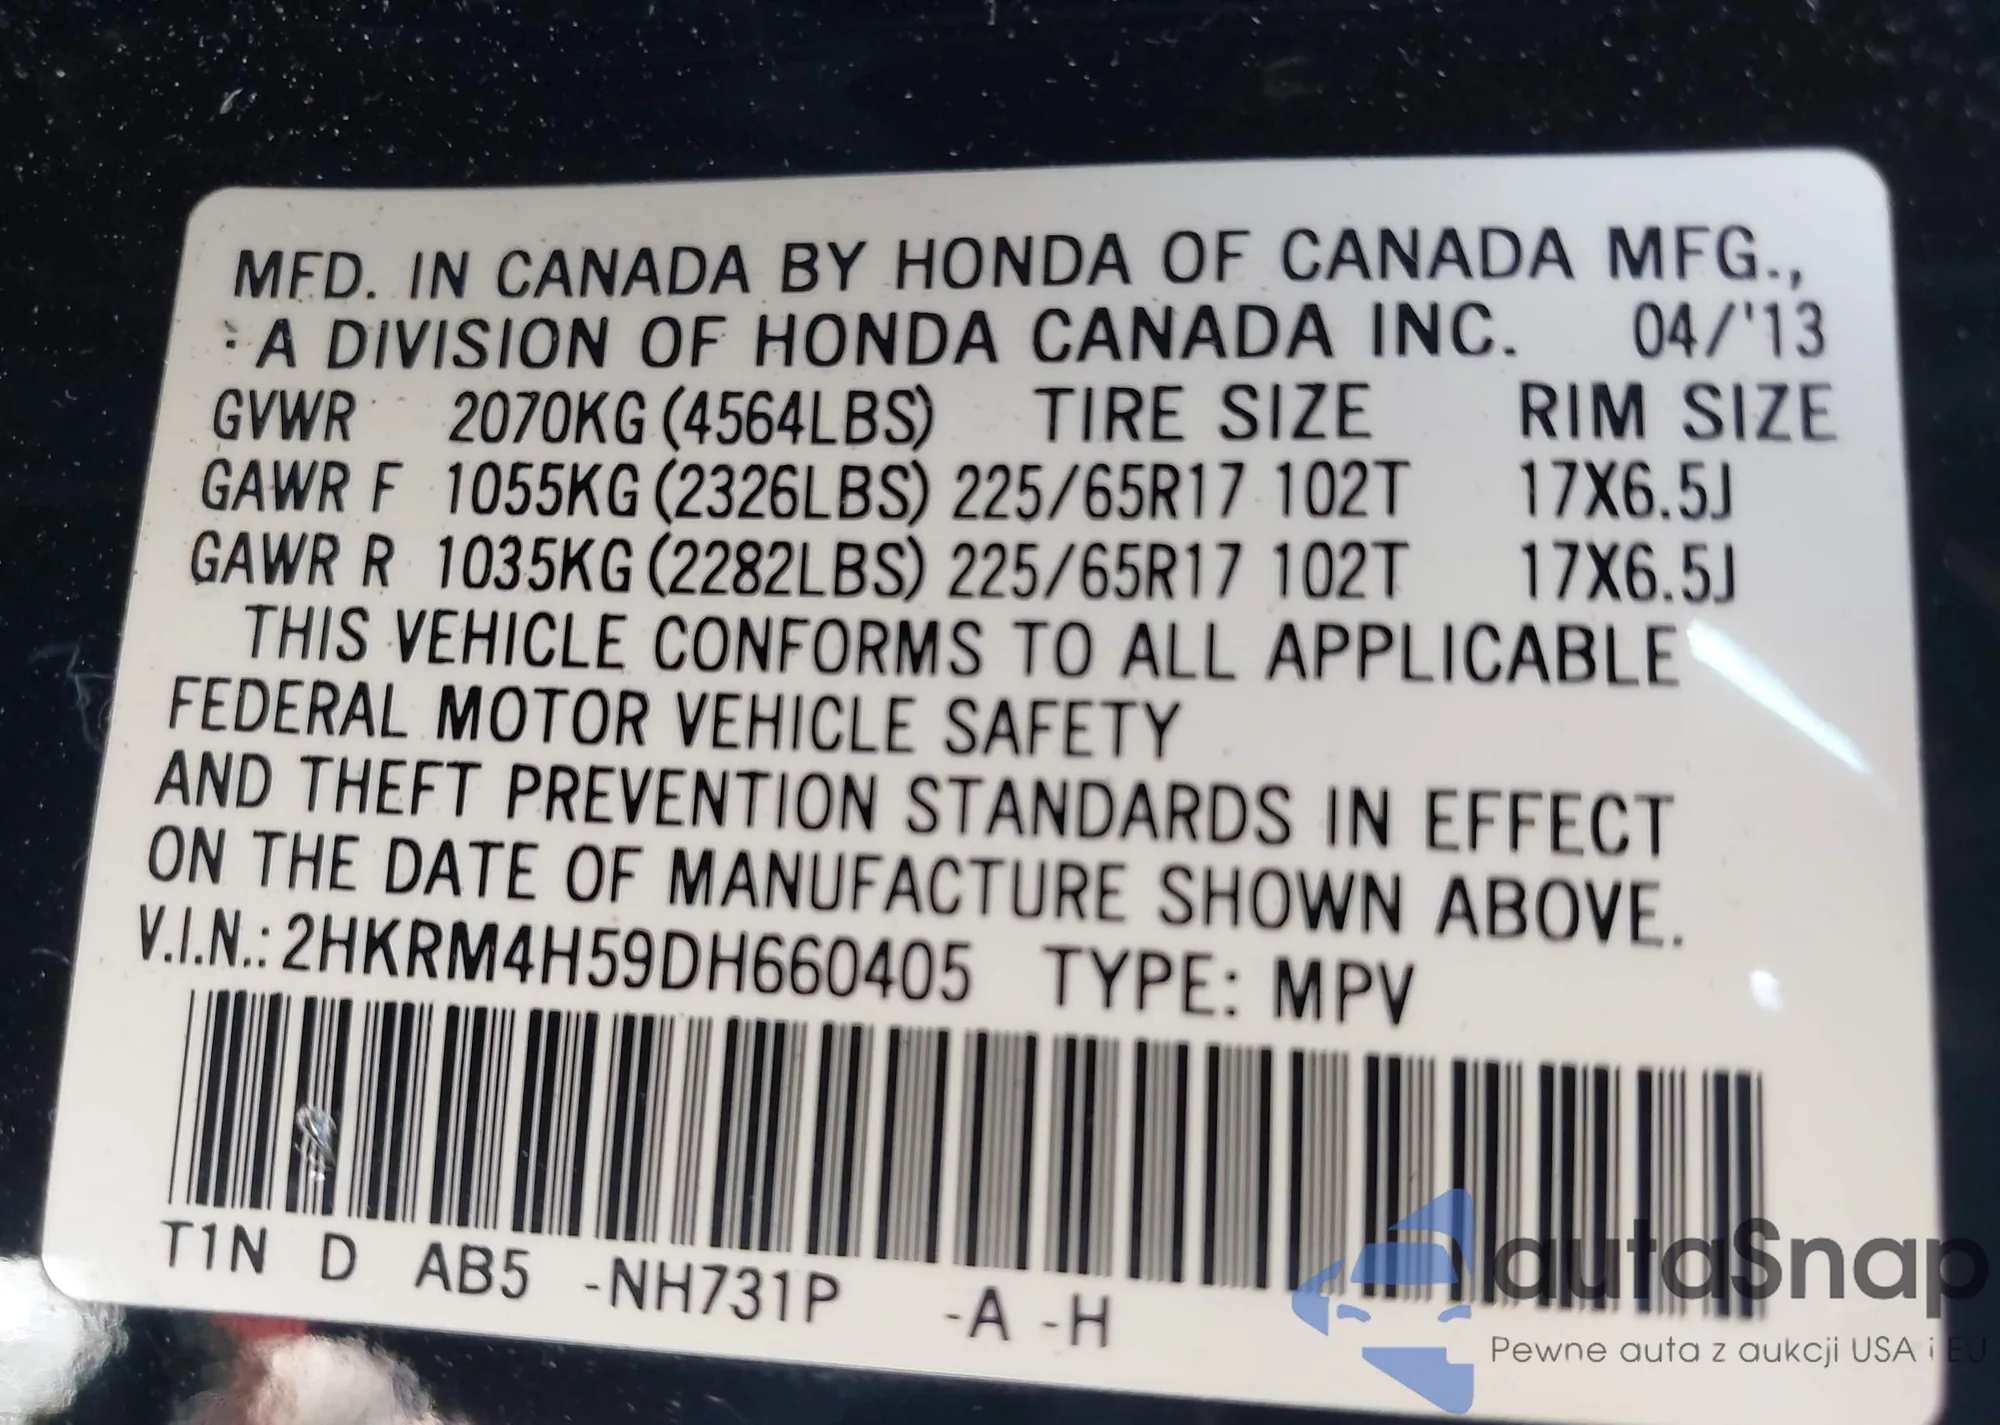 MFD. IN CANADA BY HONDA OF CANADA MFG.,
A DIVISION OF HONDA CANADA INC. 04/'13
GVWR 2070KG (4564LBS) TIRE SIZE RIM SIZE
GAWR F 1055KG (2326LBS) 225/65R17 102T 17X6.5J
GAWR R 1035KG (2282LBS) 225/65R17 102T 17X6.5J
THIS VEHICLE CONFORMS TO ALL APPLICABLE
FEDERAL MOTOR VEHICLE SAFETY
AND THEFT PREVENTION STANDARDS IN EFFECT
ON THE DATE OF MANUFACTURE SHOWN ABOVE.
V.I.N.: 2HKRM4H59DH660405 TYPE: MPV
T1N D AB5 -NH731P -A -H
autaSnap
Pewne auta z aukcji USA i EU